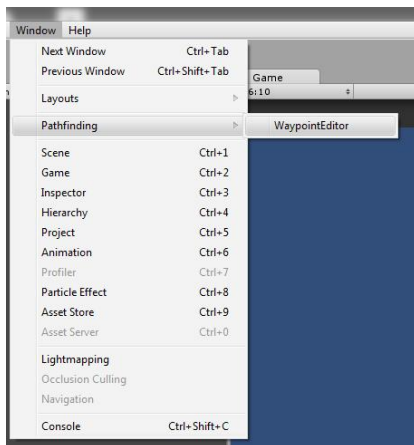 Window Help
Next Window Ctrl+Tab
Previous Window Ctrl+Shift+Tab
Game
6:10
Layouts
Pathfinding WaypointEditor
Scene Ctrl+1
Game Ctrl+2
Inspector Ctrl+3
Hierarchy Ctrl+4
Project Ctrl+5
Animation Ctrl+6
Profiler Ctrl+7
Particle Effect Ctrl+8
Asset Store Ctrl+9
Asset Server Ctrl+0
Lightmapping
Occlusion Culling
Navigation
Console Ctrl+Shift+C